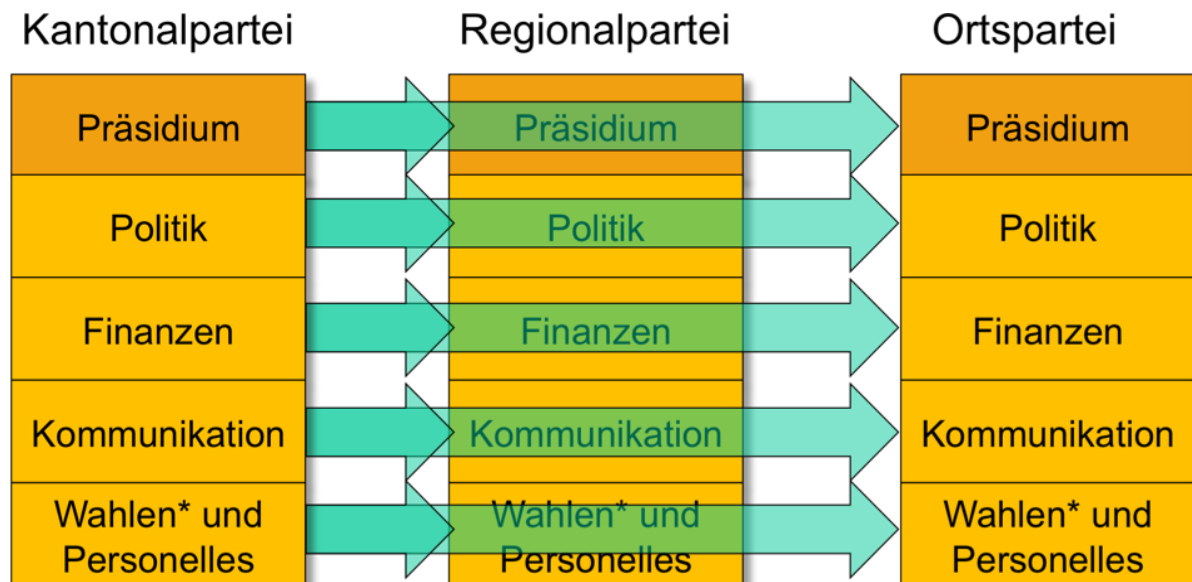 Kantonalpartei Regionalpartei Ortspartei
Präsidium Präsidium Präsidium
Politik Politik Politik
Finanzen Finanzen Finanzen
Kommunikation Kommunikation Kommunikation
Wahlen* und Wahlen* und Wahlen* und
Personelles Personelles Personelles